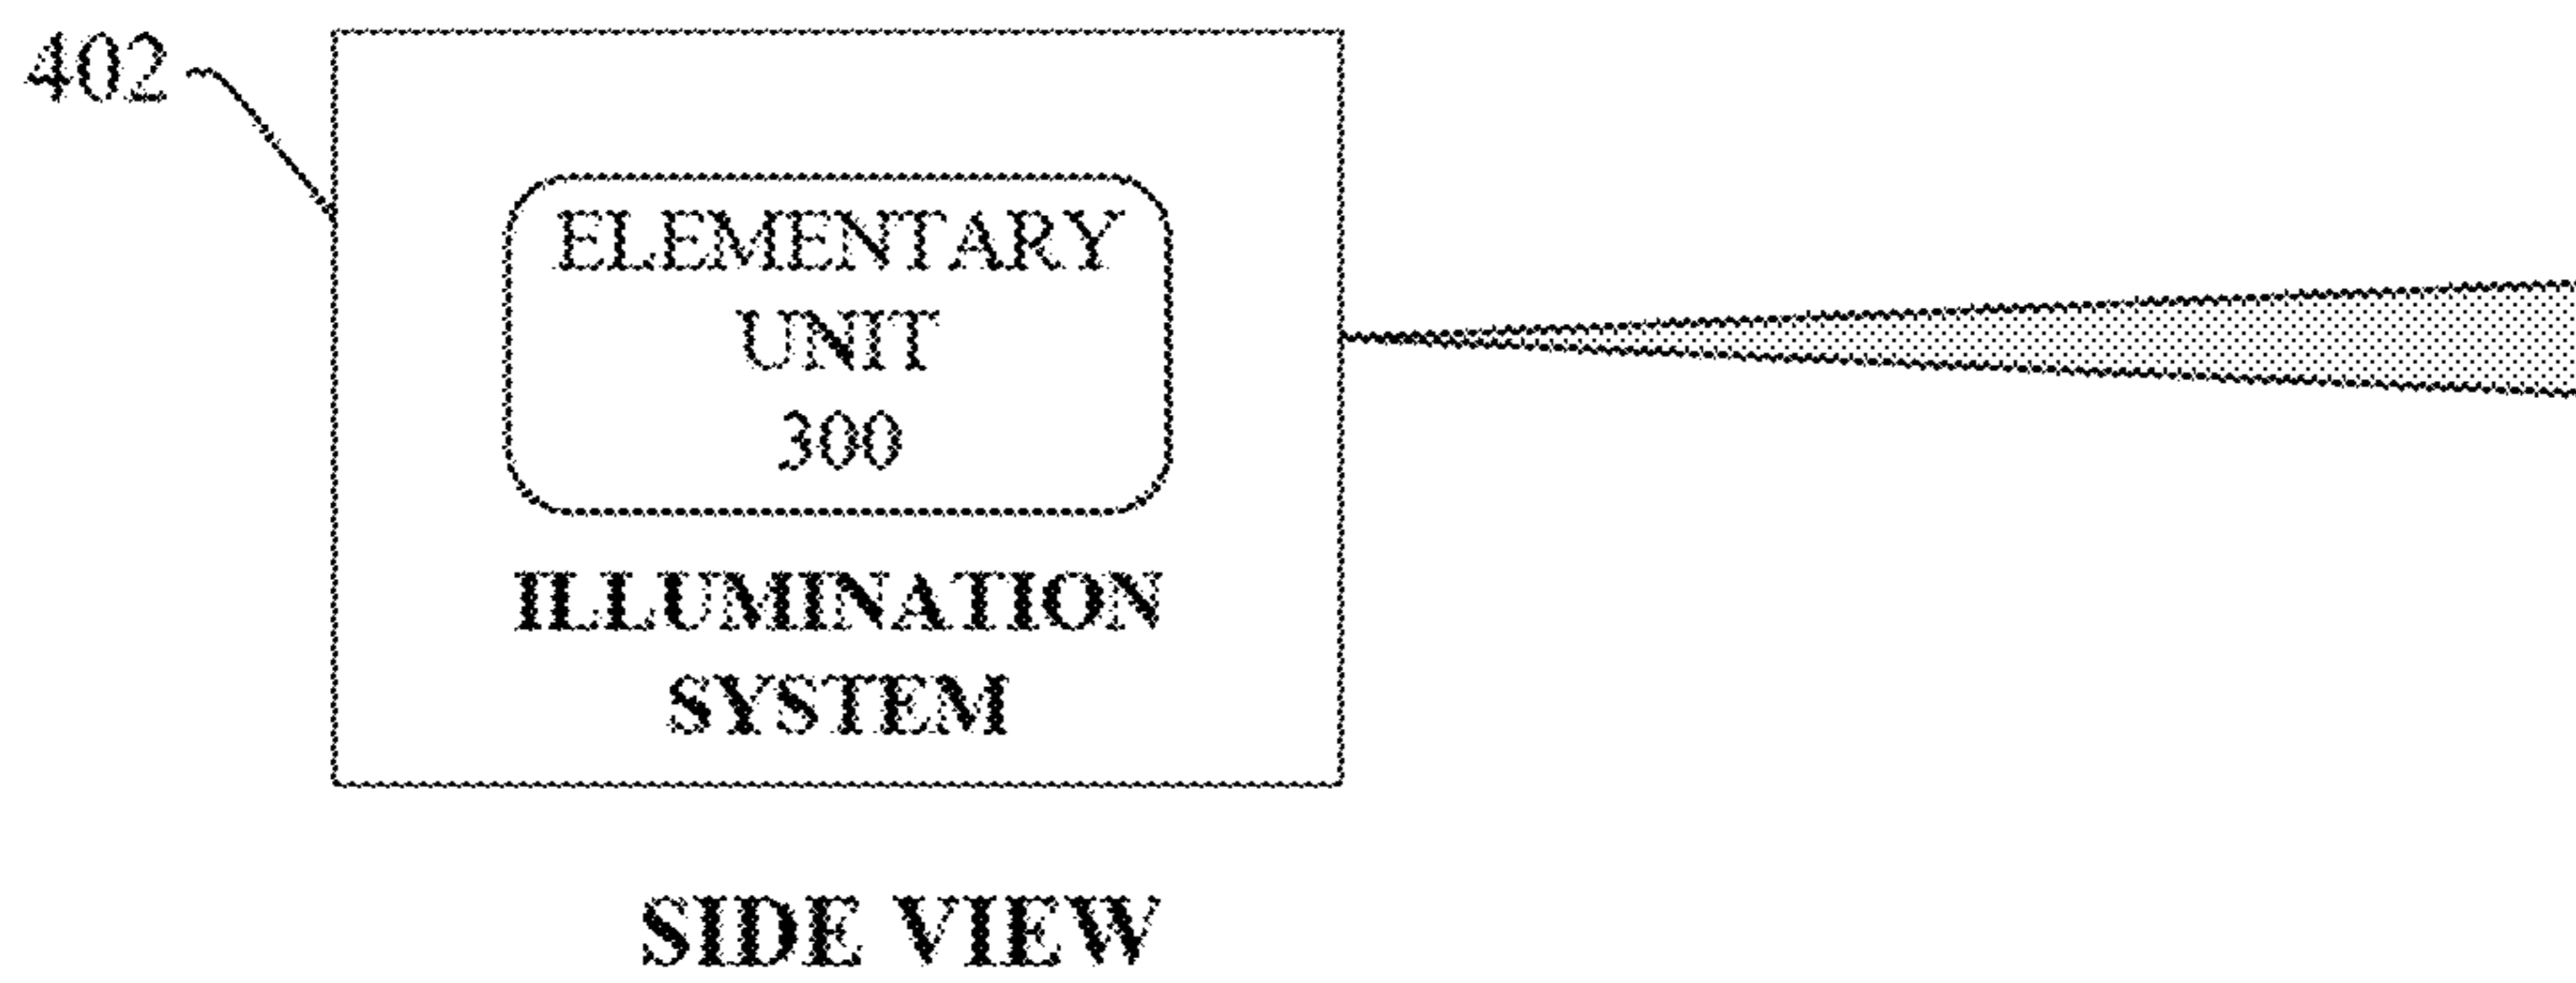 402
ELEMENTARY
UNIT
300
ILLUMINATION
SYSTEM
SIDE VIEW